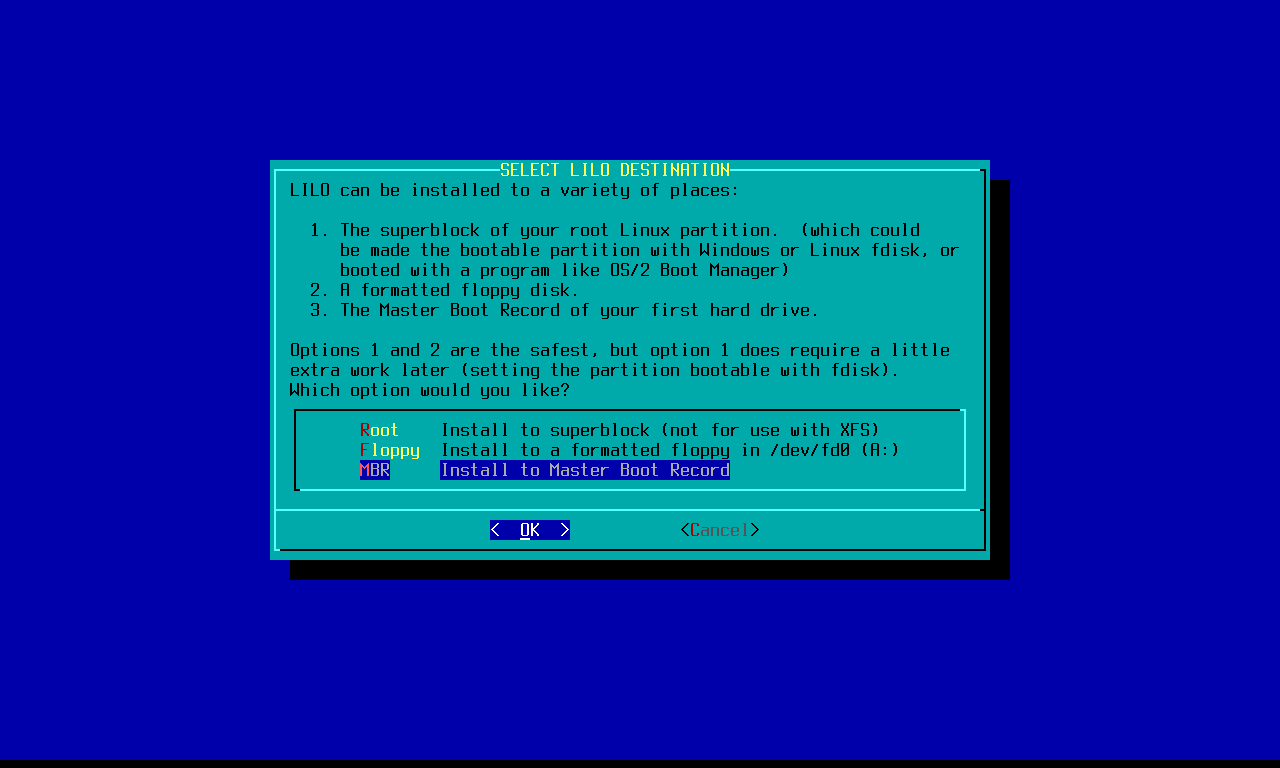 SELECT LILO DESTINATION
LILO can be installed to a variety of places:
1. The superblock of your root Linux partition.  (which could
be made the bootable partition with Windows or Linux fdisk, or
booted with a program like OS/2 Boot Manager)
2. A formatted floppy disk.
3. The Master Boot Record of your first hard drive.
Options 1 and 2 are the safest, but option 1 does require a little
extra work later (setting the partition bootable with fdisk).
Which option would you like?
Root    Install to superblock (not for use with XFS)
Floppy  Install to a formatted floppy in /dev/fd0 (A:)
MBR     Install to Master Boot Record
<  OK  >           <Cancel>